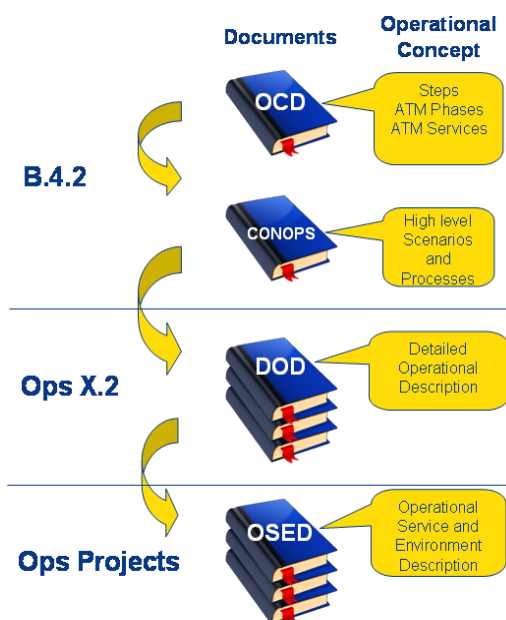 Documents
Operational
Concept
OCD
Steps
ATM Phases
ATM Services
B.4.2
CONOPS
High level
Scenarios
and
Processes
Ops X.2
DOD
Detailed
Operational
Description
Ops Projects
OSED
Operational
Service and
Environment
Description